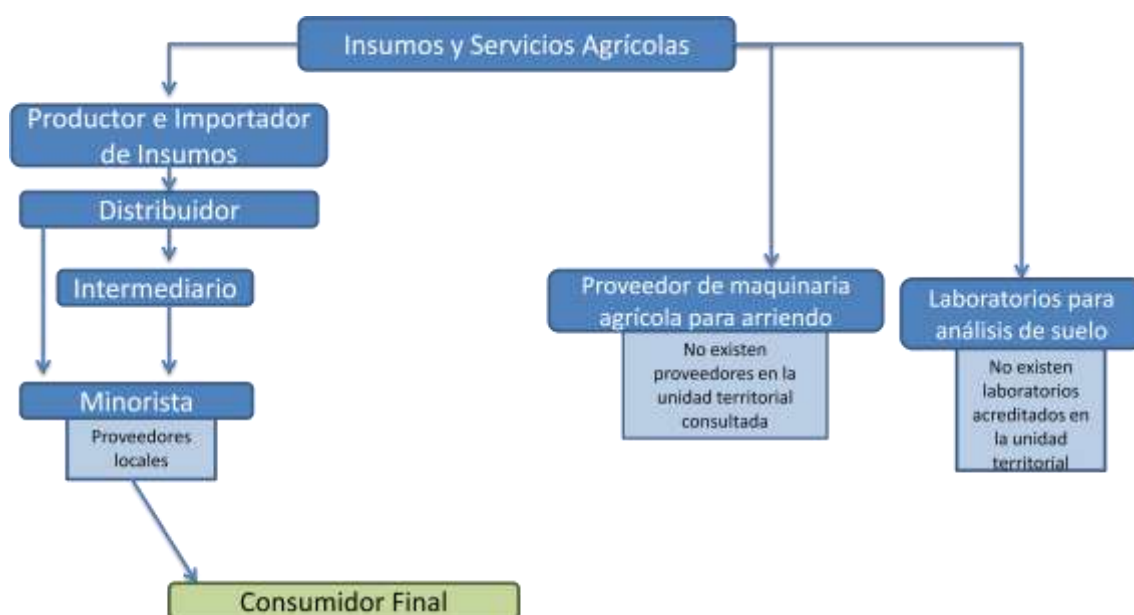 Insumos y Servicios Agrícolas
Productor e Importador
de Insumos
Distribuidor
Intermediario
Minorista
Proveedores
locales
Proveedor de maquinaria
agrícola para arriendo
No existen
proveedores en la
unidad territorial
consultada
Laboratorios para
análisis de suelo
No existen
laboratorios
acreditados en
la unidad
territorial
Consumidor Final